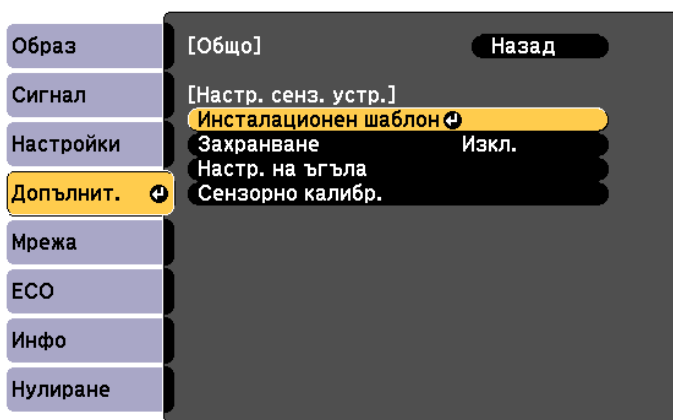 Образ
Сигнал
Настройки
Допълнит.
Мрежа
ECO
Инфо
Нулиране
[Общо] Назад
[Настр. сенз. устр.]
Инсталационен шаблон
Захранване Изкл.
Настр. на ъгъла
Сензорно калибр.